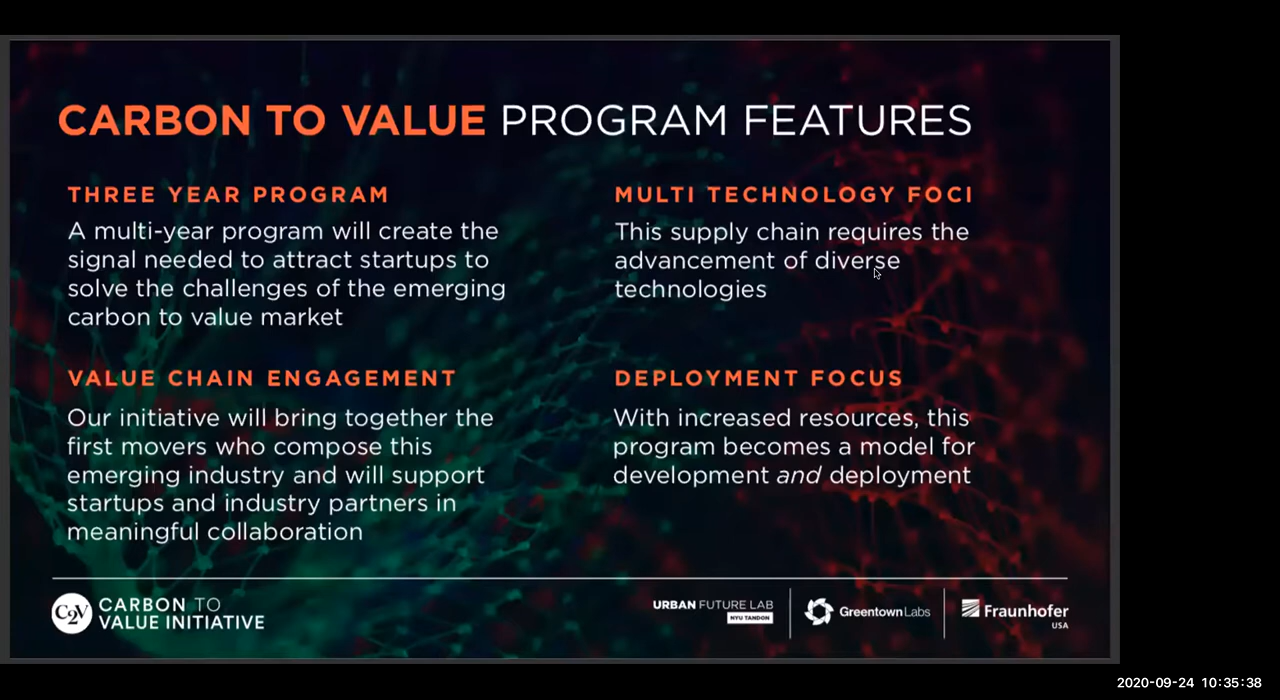 CARBON TO VALUE PROGRAM FEATURES
THREE YEAR PROGRAM
A multi-year program will create the
signal needed to attract startups to
solve the challenges of the emerging
carbon to value market
MULTI TECHNOLOGY FOCI
This supply chain requires the
advancement of diverse
technologies
VALUE CHAIN ENGAGEMENT
Our initiative will bring together the
first movers who compose this
emerging industry and will support
startups and industry partners in
meaningful collaboration
DEPLOYMENT FOCUS
With increased resources, this
program becomes a model for
development and deployment
C2V
CARBON TO
VALUE INITIATIVE
URBAN FUTURE LAB
NYU TANDON
Greentown Labs
Fraunhofer
USA
2020-09-24 10:35:38